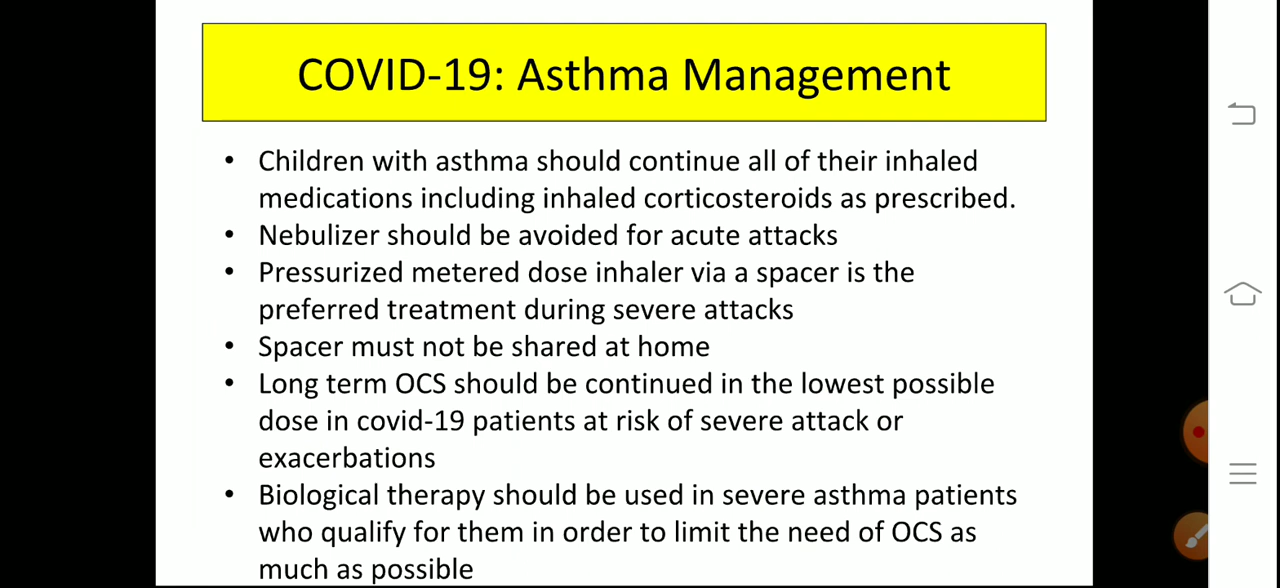 COVID-19: Asthma Management
• Children with asthma should continue all of their inhaled
medications including inhaled corticosteroids as prescribed.
• Nebulizer should be avoided for acute attacks
• Pressurized metered dose inhaler via a spacer is the
preferred treatment during severe attacks
• Spacer must not be shared at home
• Long term OCS should be continued in the lowest possible
dose in covid-19 patients at risk of severe attack or
exacerbations
• Biological therapy should be used in severe asthma patients
who qualify for them in order to limit the need of OCS as
much as possible